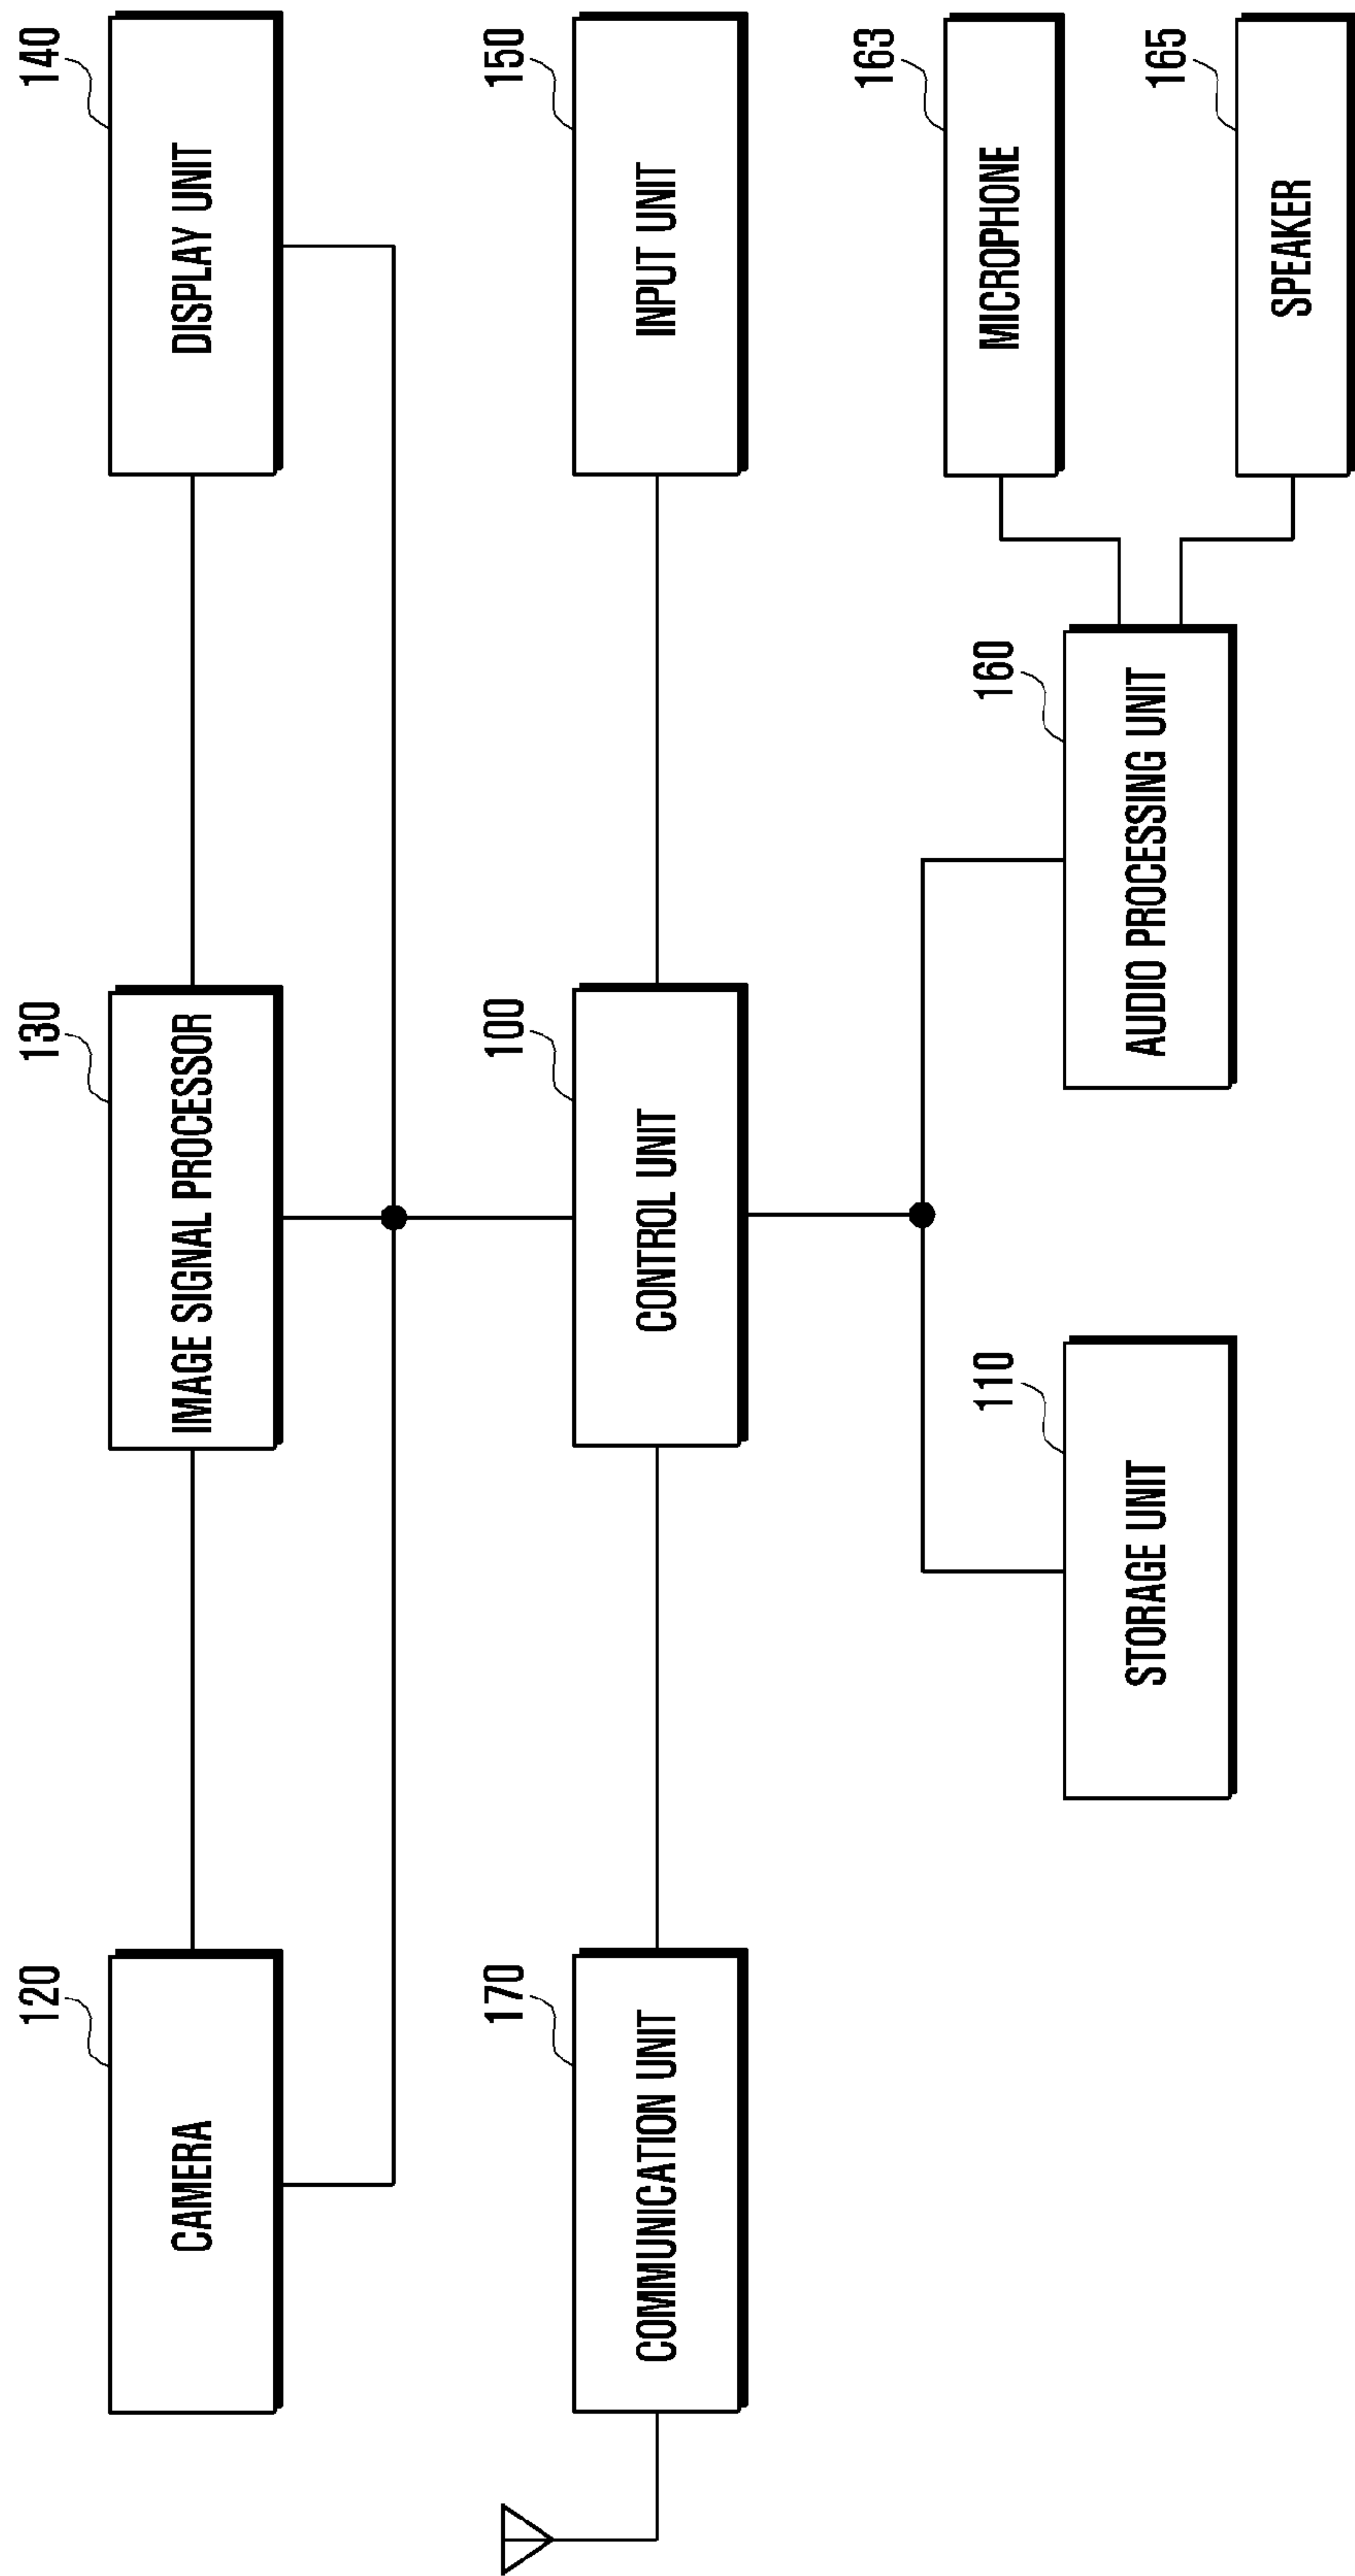 120
CAMERA
130
IMAGE SIGNAL PROCESSOR
140
DISPLAY UNIT
170
COMMUNICATION UNIT
100
CONTROL UNIT
150
INPUT UNIT
163
MICROPHONE
110
STORAGE UNIT
160
AUDIO PROCESSING UNIT
165
SPEAKER